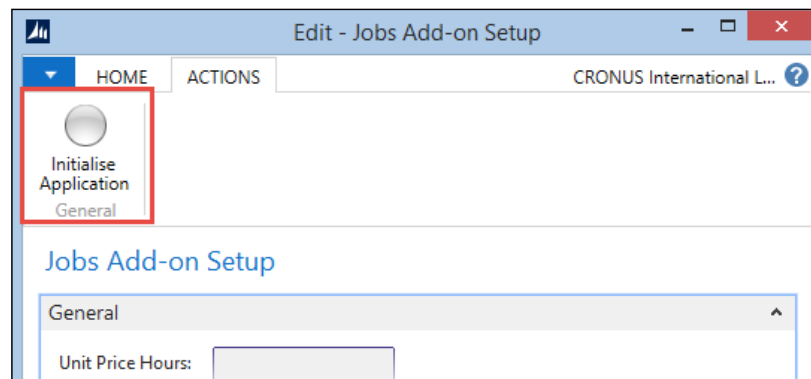 Edit - Jobs Add-on Setup
HOME ACTIONS CRONUS International L... ?
Initialise
Application
General
Jobs Add-on Setup
General
Unit Price Hours: